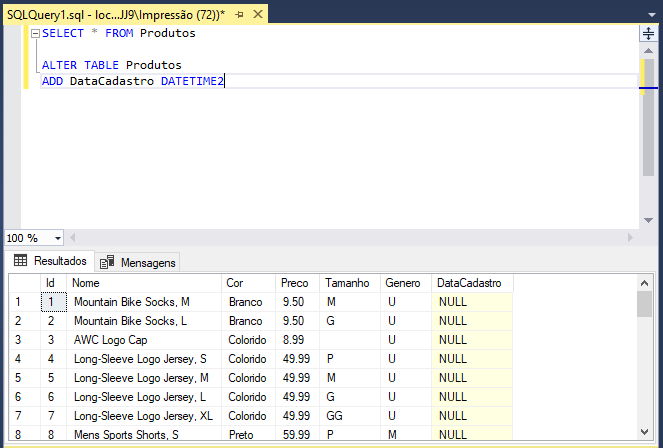 SQLQuery1.sql - loc...JJ9\Impressão (72))*
SELECT * FROM Produtos
ALTER TABLE Produtos
ADD DataCadastro DATETIME2
100 %
Resultados Mensagens
Id Nome Cor Preco Tamanho Genero DataCadastro
1 1 Mountain Bike Socks, M Branco 9.50 M U NULL
2 2 Mountain Bike Socks, L Branco 9.50 G U NULL
3 3 AWC Logo Cap Colorido 8.99 U NULL
4 4 Long-Sleeve Logo Jersey, S Colorido 49.99 P U NULL
5 5 Long-Sleeve Logo Jersey, M Colorido 49.99 M U NULL
6 6 Long-Sleeve Logo Jersey, L Colorido 49.99 G U NULL
7 7 Long-Sleeve Logo Jersey, XL Colorido 49.99 GG U NULL
8 8 Mens Sports Shorts, S Preto 59.99 P M NULL